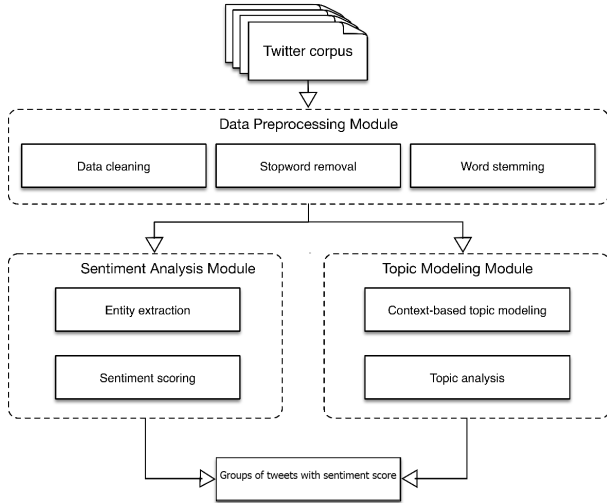 Twitter corpus
Data Preprocessing Module
Data cleaning
Stopword removal
Word stemming
Sentiment Analysis Module
Entity extraction
Sentiment scoring
Topic Modeling Module
Context-based topic modeling
Topic analysis
Groups of tweets with sentiment score